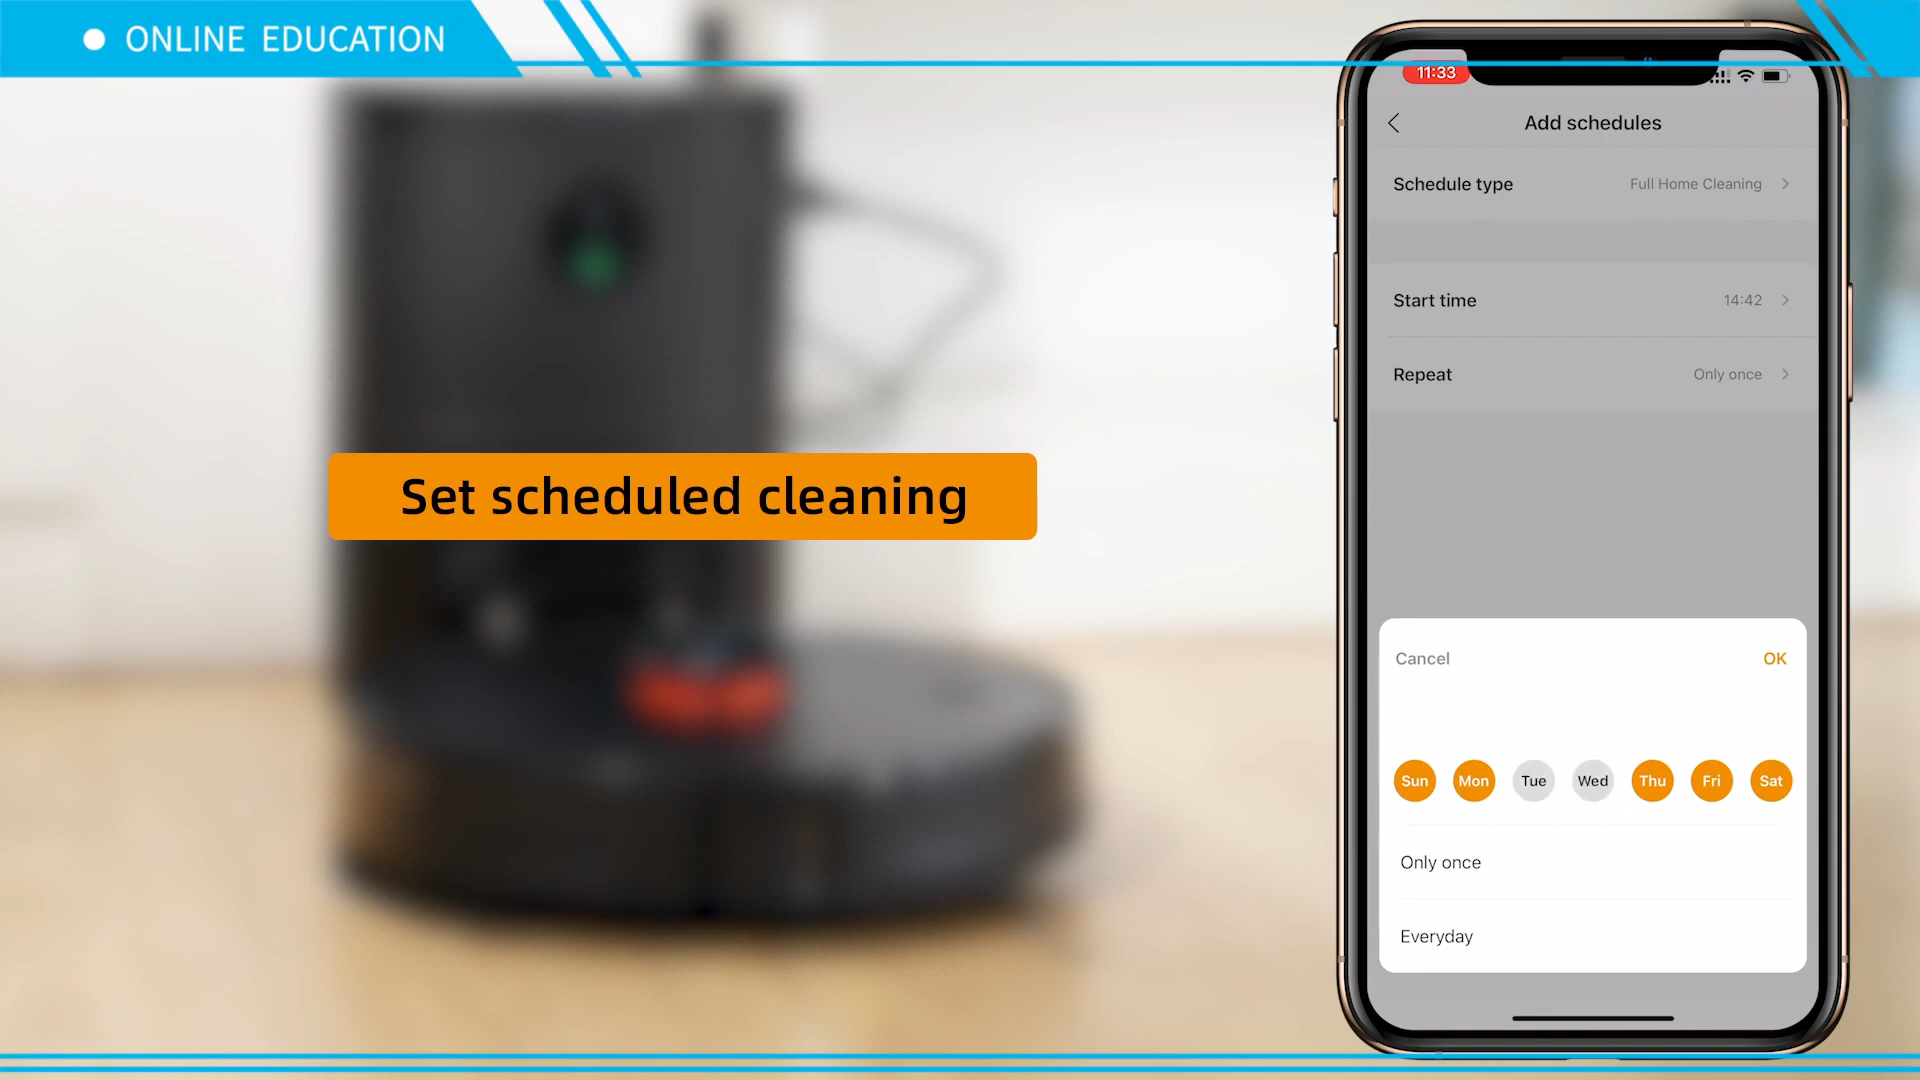 ONLINE EDUCATION
11:33
Add schedules
Schedule type Full Home Cleaning
Start time 14:42
Repeat Only once
Set scheduled cleaning
Cancel OK
Sun Mon Tue Wed Thu Fri Sat
Only once
Everyday